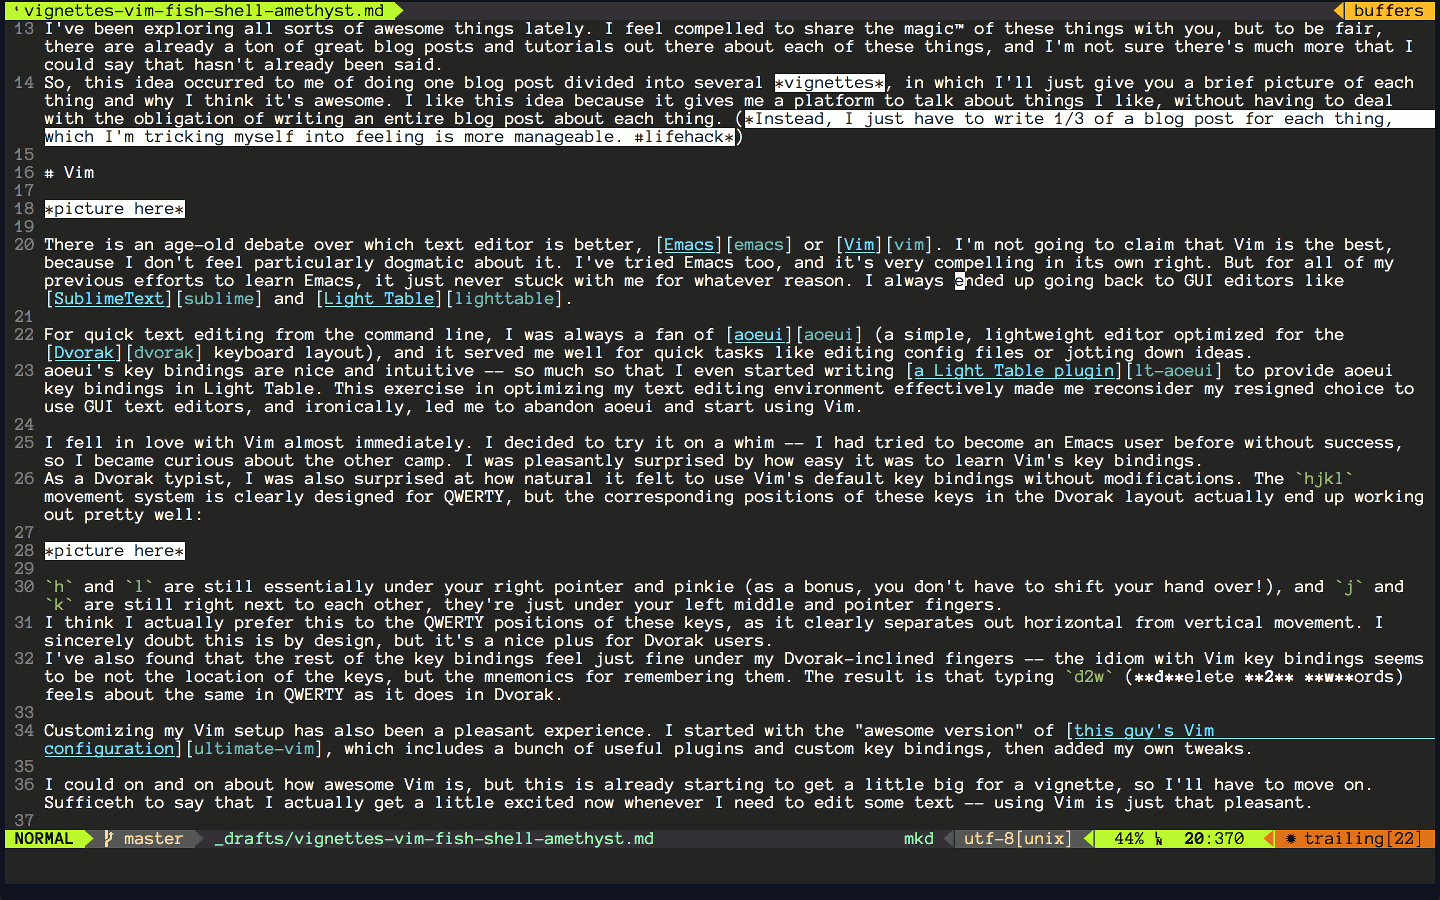 vignettes-vim-fish-shell-amethyst.md buffers
13 I've been exploring all sorts of awesome things lately. I feel compelled to share the magic™ of these things with you, but to be fair,
there are already a ton of great blog posts and tutorials out there about each of these things, and I'm not sure there's much more that I
could say that hasn't already been said.
14 So, this idea occurred to me of doing one blog post divided into several *vignettes*, in which I'll just give you a brief picture of each
thing and why I think it's awesome. I like this idea because it gives me a platform to talk about things I like, without having to deal
with the obligation of writing an entire blog post about each thing. (*Instead, I just have to write 1/3 of a blog post for each thing,
which I'm tricking myself into feeling is more manageable. #lifehack*)
15
16 # Vim
17
18 *picture here*
19
20 There is an age-old debate over which text editor is better, [Emacs][emacs] or [Vim][vim]. I'm not going to claim that Vim is the best,
because I don't feel particularly dogmatic about it. I've tried Emacs too, and it's very compelling in its own right. But for all of my
previous efforts to learn Emacs, it just never stuck with me for whatever reason. I always ended up going back to GUI editors like
[SublimeText][sublime] and [Light Table][lighttable].
21
22 For quick text editing from the command line, I was always a fan of [aoeui][aoeui] (a simple, lightweight editor optimized for the
[Dvorak][dvorak] keyboard layout), and it served me well for quick tasks like editing config files or jotting down ideas.
23 aoeui's key bindings are nice and intuitive -- so much so that I even started writing [a Light Table plugin][lt-aoeui] to provide aoeui
key bindings in Light Table. This exercise in optimizing my text editing environment effectively made me reconsider my resigned choice to
use GUI text editors, and ironically, led me to abandon aoeui and start using Vim.
24
25 I fell in love with Vim almost immediately. I decided to try it on a whim -- I had tried to become an Emacs user before without success,
so I became curious about the other camp. I was pleasantly surprised by how easy it was to learn Vim's key bindings.
26 As a Dvorak typist, I was also surprised at how natural it felt to use Vim's default key bindings without modifications. The `hjkl`
movement system is clearly designed for QWERTY, but the corresponding positions of these keys in the Dvorak layout actually end up working
out pretty well:
27
28 *picture here*
29
30 `h` and `l` are still essentially under your right pointer and pinkie (as a bonus, you don't have to shift your hand over!), and `j` and
`k` are still right next to each other, they're just under your left middle and pointer fingers.
31 I think I actually prefer this to the QWERTY positions of these keys, as it clearly separates out horizontal from vertical movement. I
sincerely doubt this is by design, but it's a nice plus for Dvorak users.
32 I've also found that the rest of the key bindings feel just fine under my Dvorak-inclined fingers -- the idiom with Vim key bindings seems
to be not the location of the keys, but the mnemonics for remembering them. The result is that typing `d2w` (**d**elete **2** **w**ords)
feels about the same in QWERTY as it does in Dvorak.
33
34 Customizing my Vim setup has also been a pleasant experience. I started with the "awesome version" of [this guy's Vim
configuration][ultimate-vim], which includes a bunch of useful plugins and custom key bindings, then added my own tweaks.
35
36 I could on and on about how awesome Vim is, but this is already starting to get a little big for a vignette, so I'll have to move on.
Sufficeth to say that I actually get a little excited now whenever I need to edit some text -- using Vim is just that pleasant.
37
NORMAL master _drafts/vignettes-vim-fish-shell-amethyst.md mkd utf-8[unix] 44% LN 20:370 ✹ trailing[22]